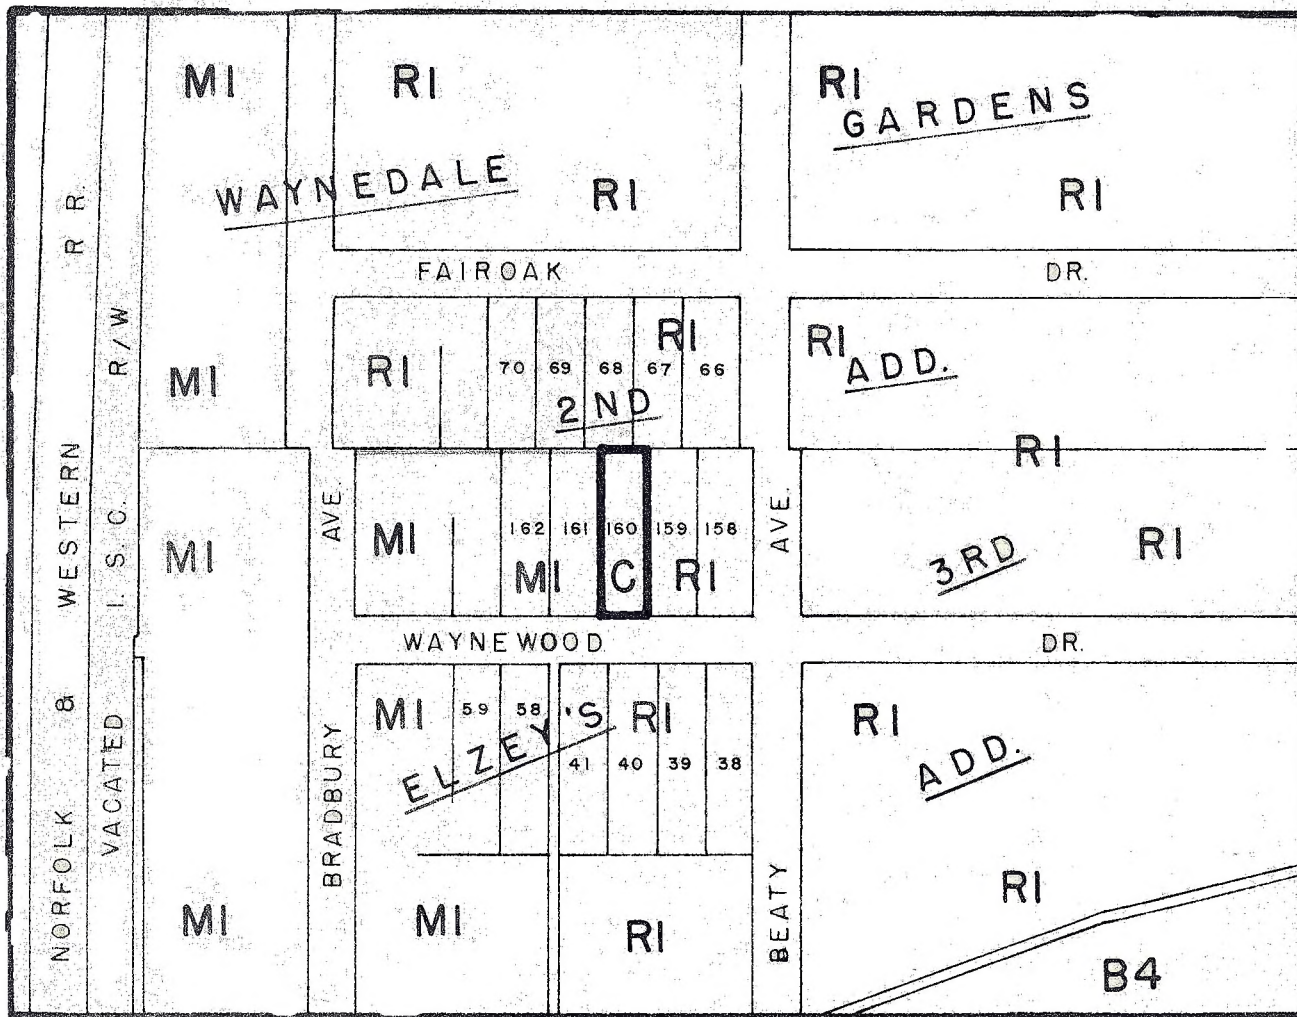 MI RI RI
GARDENS
WAYNEDALE RI RI
FAIROAK DR.
RI RI
MI RI 70 69 68 67 66 ADD.
2ND
RI
AVE. AVE.
162 161 160 159 158
MI MI 3RD RI
MI C RI
WAYNEWOOD DR.
MI 59 58 RI RI
ELZEY'S ADD.
41 40 39 38
RI
MI MI RI
B4
NORFOLK & WESTERN R R.
VACATED I. S. C. R/W
BRADBURY
BEATY